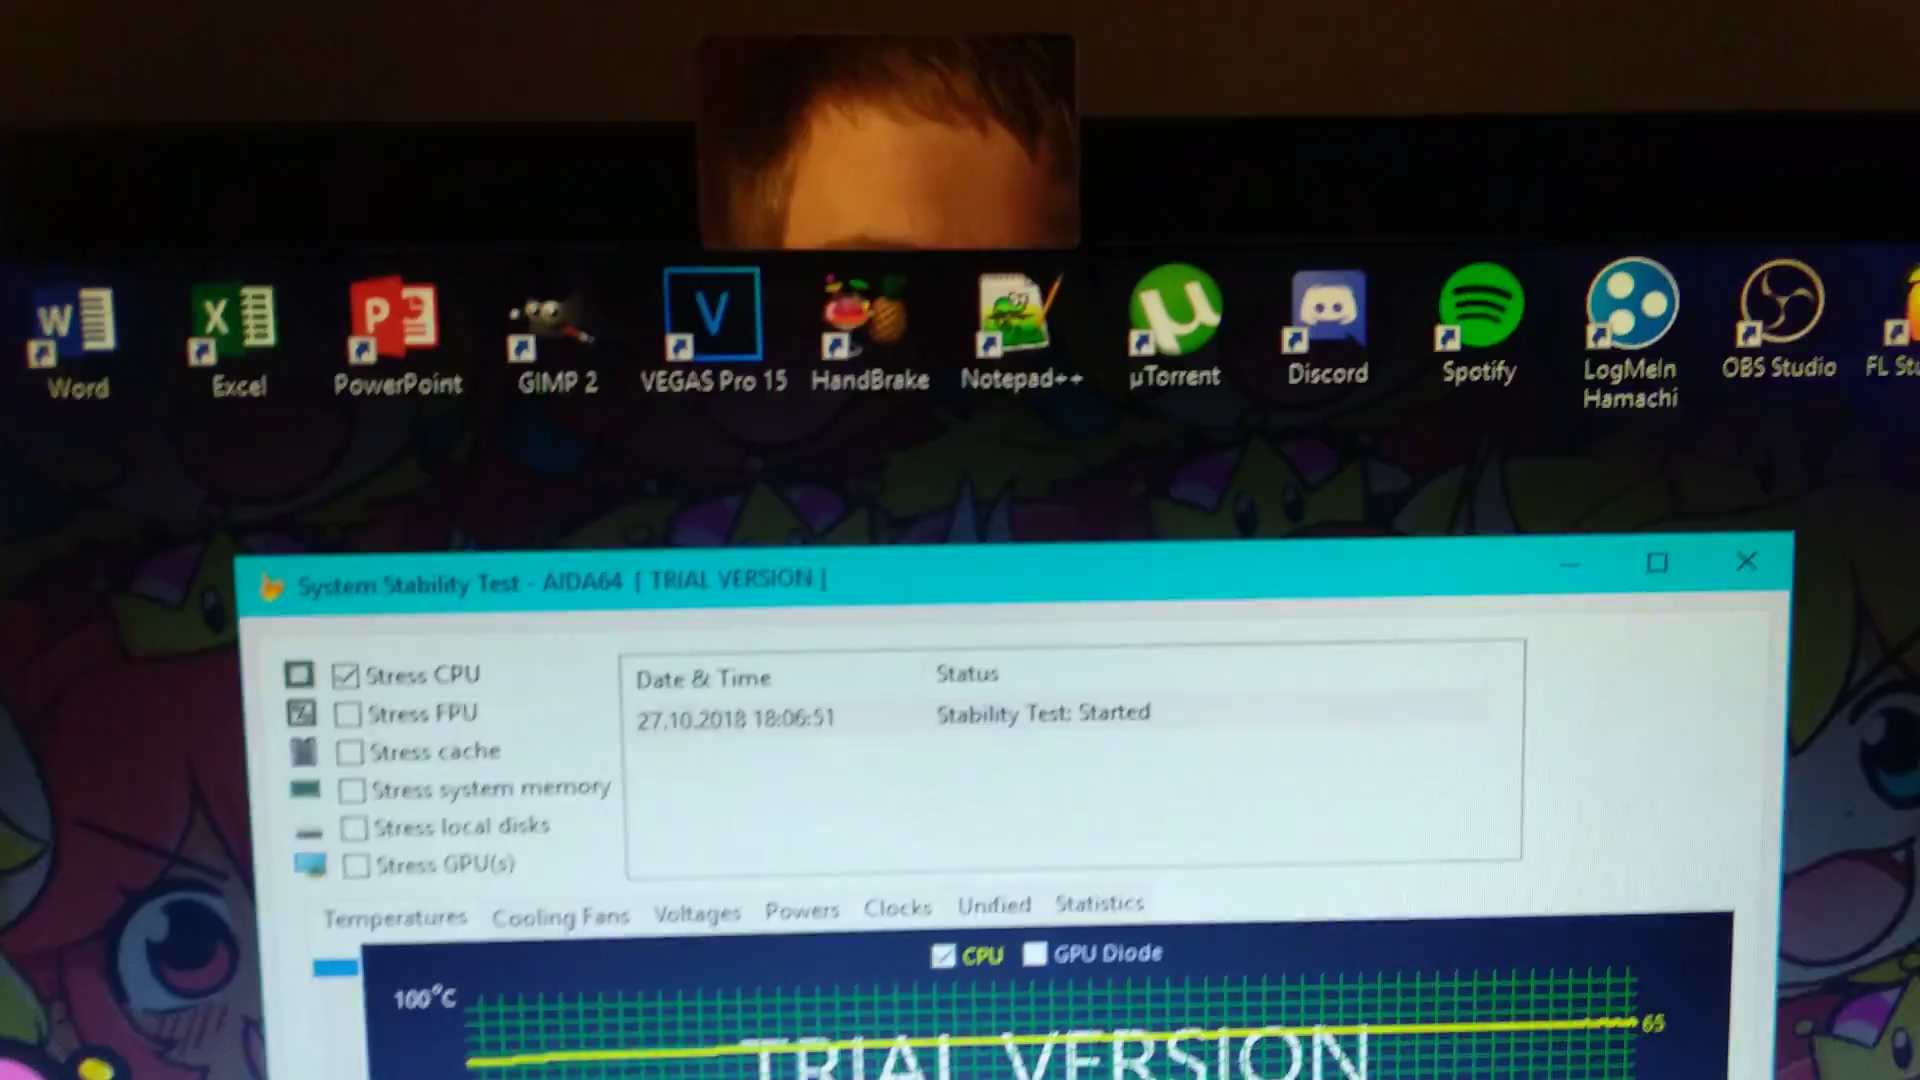 Word
Excel
PowerPoint
GIMP 2
VEGAS Pro 15
HandBrake
Notepad++
µTorrent
Discord
Spotify
LogMeIn
Hamachi
OBS Studio
FL
System Stability Test - AIDA64 [ TRIAL VERSION ]
Stress CPU
Stress FPU
Stress cache
Stress system memory
Stress local disks
Stress GPU(s)
Date & Time Status
27.10.2018 18:06:51 Stability Test: Started
Temperatures Cooling Fans Voltages Powers Clocks Unified Statistics
CPU GPU Diode
100°C
65
TRIAL VERSION